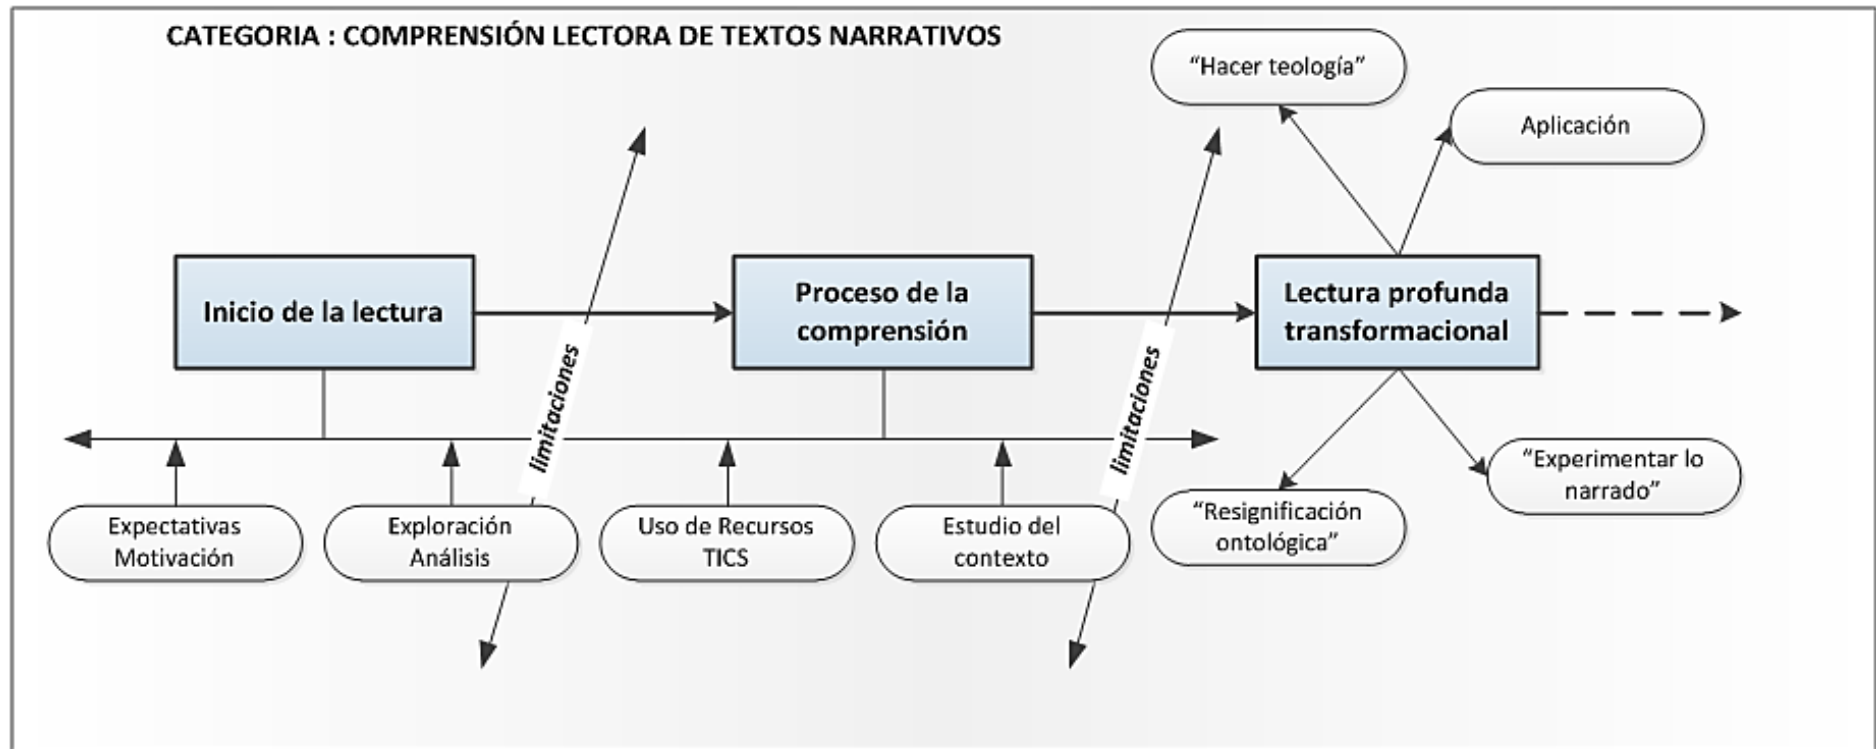 CATEGORIA : COMPRENSIÓN LECTORA DE TEXTOS NARRATIVOS
“Hacer teología”
Aplicación
Inicio de la lectura
Proceso de la
comprensión
Lectura profunda
transformacional
limitaciones
limitaciones
Expectativas
Motivación
Exploración
Análisis
Uso de Recursos
TICS
Estudio del
contexto
“Resignificación
ontológica”
“Experimentar lo
narrado”